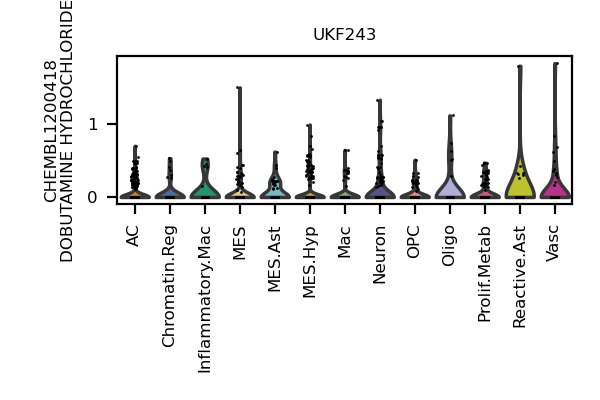 UKF243
CHEMBL1200418
DOBUTAMINE HYDROCHLORIDE
1
0
AC
Chromatin.Reg
Inflammatory.Mac
MES
MES.Ast
MES.Hyp
Mac
Neuron
OPC
Oligo
Prolif.Metab
Reactive.Ast
Vasc